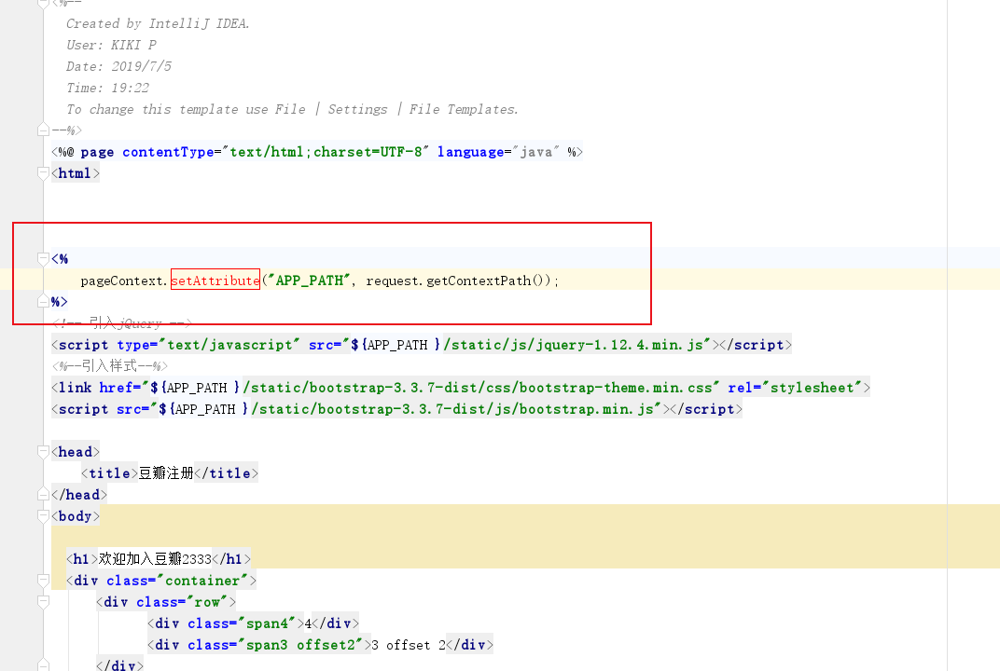 <%--
Created by IntelliJ IDEA.
User: KIKI P
Date: 2019/7/5
Time: 19:22
To change this template use File | Settings | File Templates.
--%>
<%@ page contentType="text/html;charset=UTF-8" language="java" %>
<html>
<%
pageContext.setAttribute("APP_PATH", request.getContextPath());
%>
<!-- 引入jQuery -->
<script type="text/javascript" src="${APP_PATH }/static/js/jquery-1.12.4.min.js"></script>
<%--引入样式--%>
<link href="${APP_PATH }/static/bootstrap-3.3.7-dist/css/bootstrap-theme.min.css" rel="stylesheet">
<script src="${APP_PATH }/static/bootstrap-3.3.7-dist/js/bootstrap.min.js"></script>
<head>
<title>豆瓣注册</title>
</head>
<body>
<h1>欢迎加入豆瓣2333</h1>
<div class="container">
<div class="row">
<div class="span4">4</div>
<div class="span3 offset2">3 offset 2</div>
</div>